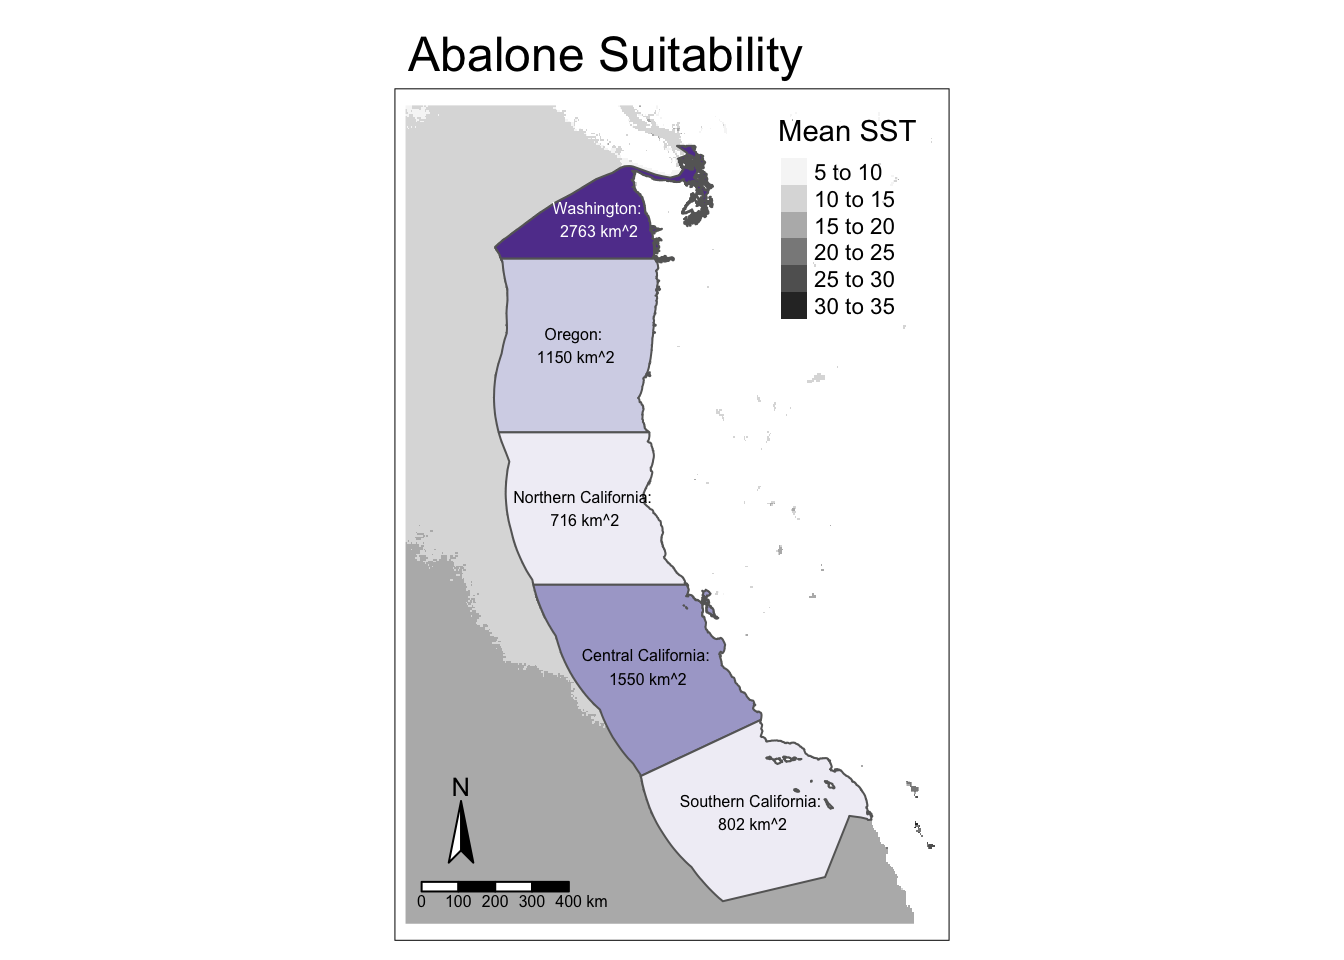 Abalone Suitability
Mean SST
5 to 10
10 to 15
15 to 20
20 to 25
25 to 30
30 to 35
Washington:
2763 km^2
Oregon:
1150 km^2
Northern California:
716 km^2
Central California:
1550 km^2
Southern California:
802 km^2
N
0 100 200 300 400 km